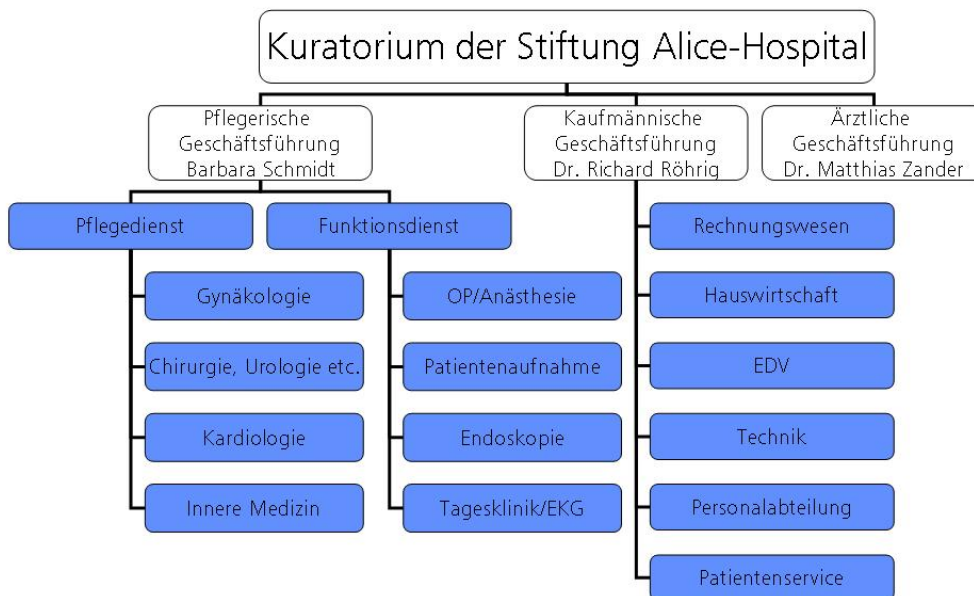 Kuratorium der Stiftung Alice-Hospital
Pflegerische
Geschäftsführung
Barbara Schmidt
Kaufmännische
Geschäftsführung
Dr. Richard Röhrig
Ärztliche
Geschäftsführung
Dr. Matthias Zander
Pflegedienst
Funktionsdienst
Rechnungswesen
Gynäkologie
OP/Anästhesie
Hauswirtschaft
Chirurgie, Urologie etc.
Patientenaufnahme
EDV
Kardiologie
Endoskopie
Technik
Innere Medizin
Tagesklinik/EKG
Personalabteilung
Patientenservice